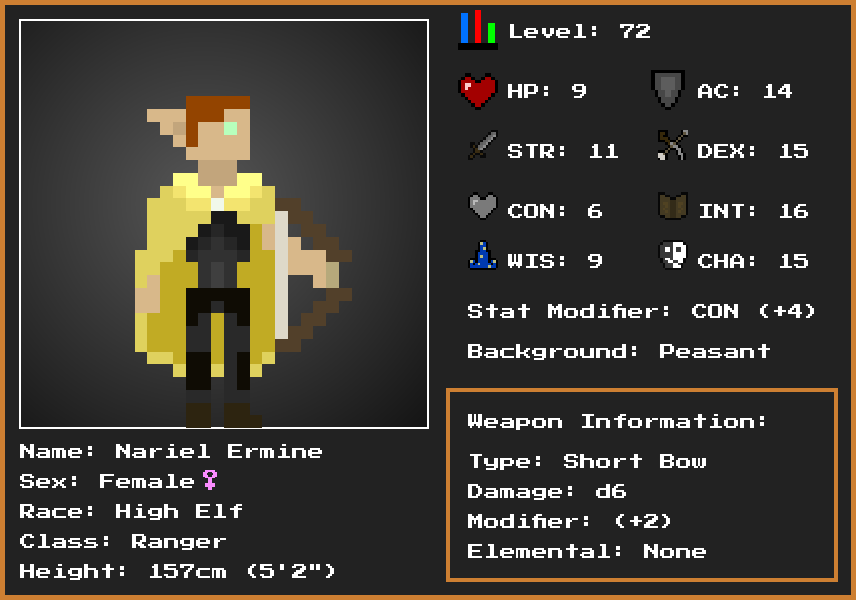 Level: 72
HP: 9 AC: 14
STR: 11 DEX: 15
CON: 6 INT: 16
WIS: 9 CHA: 15
Stat Modifier: CON (+4)
Background: Peasant
Weapon Information:
Type: Short Bow
Damage: d6
Modifier: (+2)
Elemental: None
Name: Nariel Ermine
Sex: Female♀
Race: High Elf
Class: Ranger
Height: 157cm (5'2")